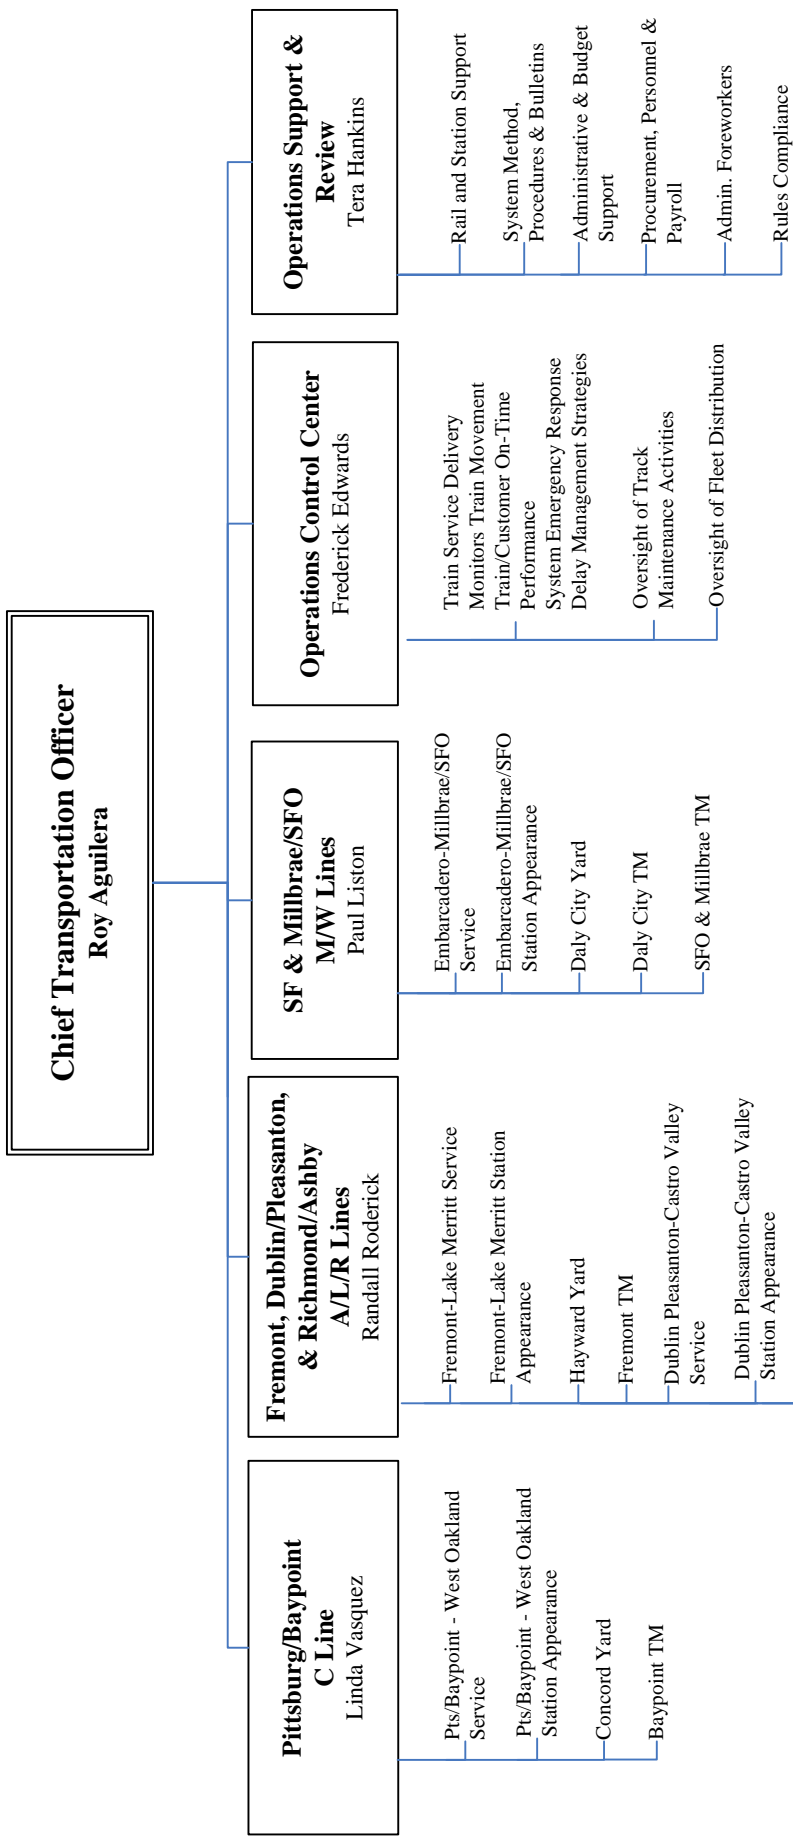 Chief Transportation Officer
Roy Aguilera
Pittsburg/Baypoint
C Line
Linda Vasquez
Pts/Baypoint - West Oakland
Service
Pts/Baypoint - West Oakland
Station Appearance
Concord Yard
Baypoint TM
Fremont, Dublin/Pleasanton,
& Richmond/Ashby
A/L/R Lines
Randall Roderick
Fremont-Lake Merritt Service
Fremont-Lake Merritt Station
Appearance
Hayward Yard
Fremont TM
Dublin Pleasanton-Castro Valley
Service
Dublin Pleasanton-Castro Valley
Station Appearance
SF & Millbrae/SFO
M/W Lines
Paul Liston
Embarcadero-Millbrae/SFO
Service
Embarcadero-Millbrae/SFO
Station Appearance
Daly City Yard
Daly City TM
SFO & Millbrae TM
Operations Control Center
Frederick Edwards
Train Service Delivery
Monitors Train Movement
Train/Customer On-Time
Performance
System Emergency Response
Delay Management Strategies
Oversight of Track
Maintenance Activities
Oversight of Fleet Distribution
Operations Support &
Review
Tera Hankins
Rail and Station Support
System Method,
Procedures & Bulletins
Administrative & Budget
Support
Procurement, Personnel &
Payroll
Admin. Foreworkers
Rules Compliance